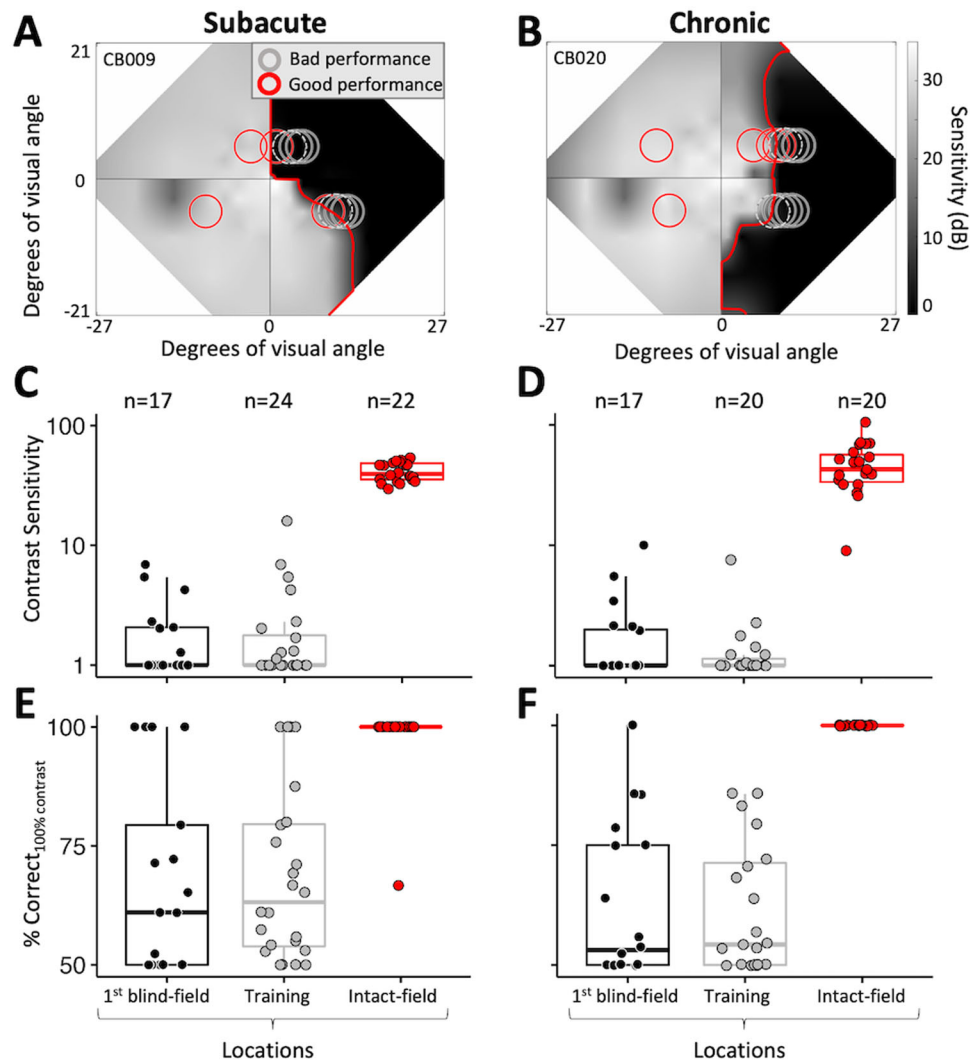 Subacute
Chronic
A
B
21
0
-21
-27
0
27
CB009
Bad performance
Good performance
Degrees of visual angle
Degrees of visual angle
CB020
-27
0
27
Degrees of visual angle
30
20
10
0
Sensitivity (dB)
C
D
n=17
n=24
n=22
n=17
n=20
n=20
100
10
1
Contrast Sensitivity
E
F
100
75
50
% Correct100% contrast
1st blind-field
Training
Intact-field
1st blind-field
Training
Intact-field
Locations
Locations